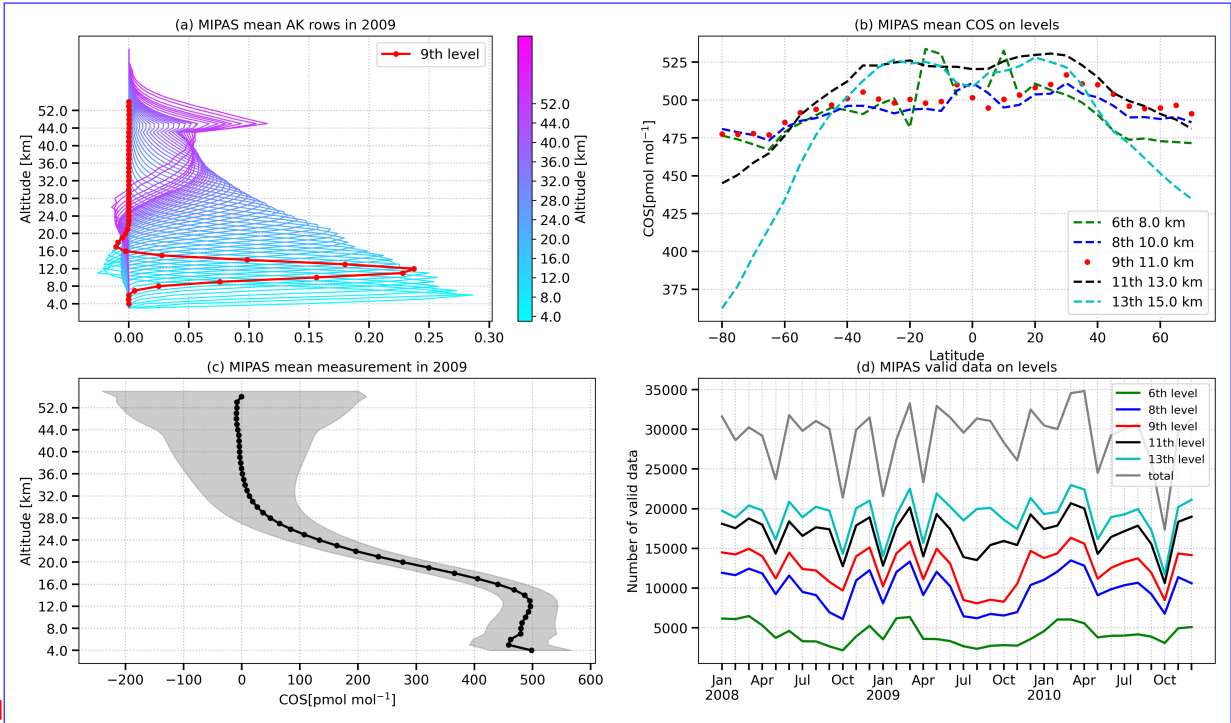 (a) MIPAS mean AK rows in 2009
Altitude [km]
52.0
44.0
40.0
36.0
32.0
28.0
24.0
20.0
16.0
12.0
8.0
4.0
0.00 0.05 0.10 0.15 0.20 0.25 0.30
9th level
52.0
44.0
40.0
36.0
32.0
28.0
24.0
20.0
16.0
12.0
8.0
4.0
Altitude [km]
(b) MIPAS mean COS on levels
COS[pmol mol⁻¹]
525
500
475
450
425
400
375
−80 −60 −40 −20 0 20 40 60
Latitude
6th 8.0 km
8th 10.0 km
9th 11.0 km
11th 13.0 km
13th 15.0 km
(c) MIPAS mean measurement in 2009
Altitude [km]
52.0
44.0
40.0
36.0
32.0
28.0
24.0
20.0
16.0
12.0
8.0
4.0
−200 −100 0 100 200 300 400 500 600
COS[pmol mol⁻¹]
(d) MIPAS valid data on levels
Number of valid data
35000
30000
25000
20000
15000
10000
5000
Jan Apr Jul Oct Jan Apr Jul Oct Jan Apr Jul Oct
2008 2009 2010
6th level
8th level
9th level
11th level
13th level
total